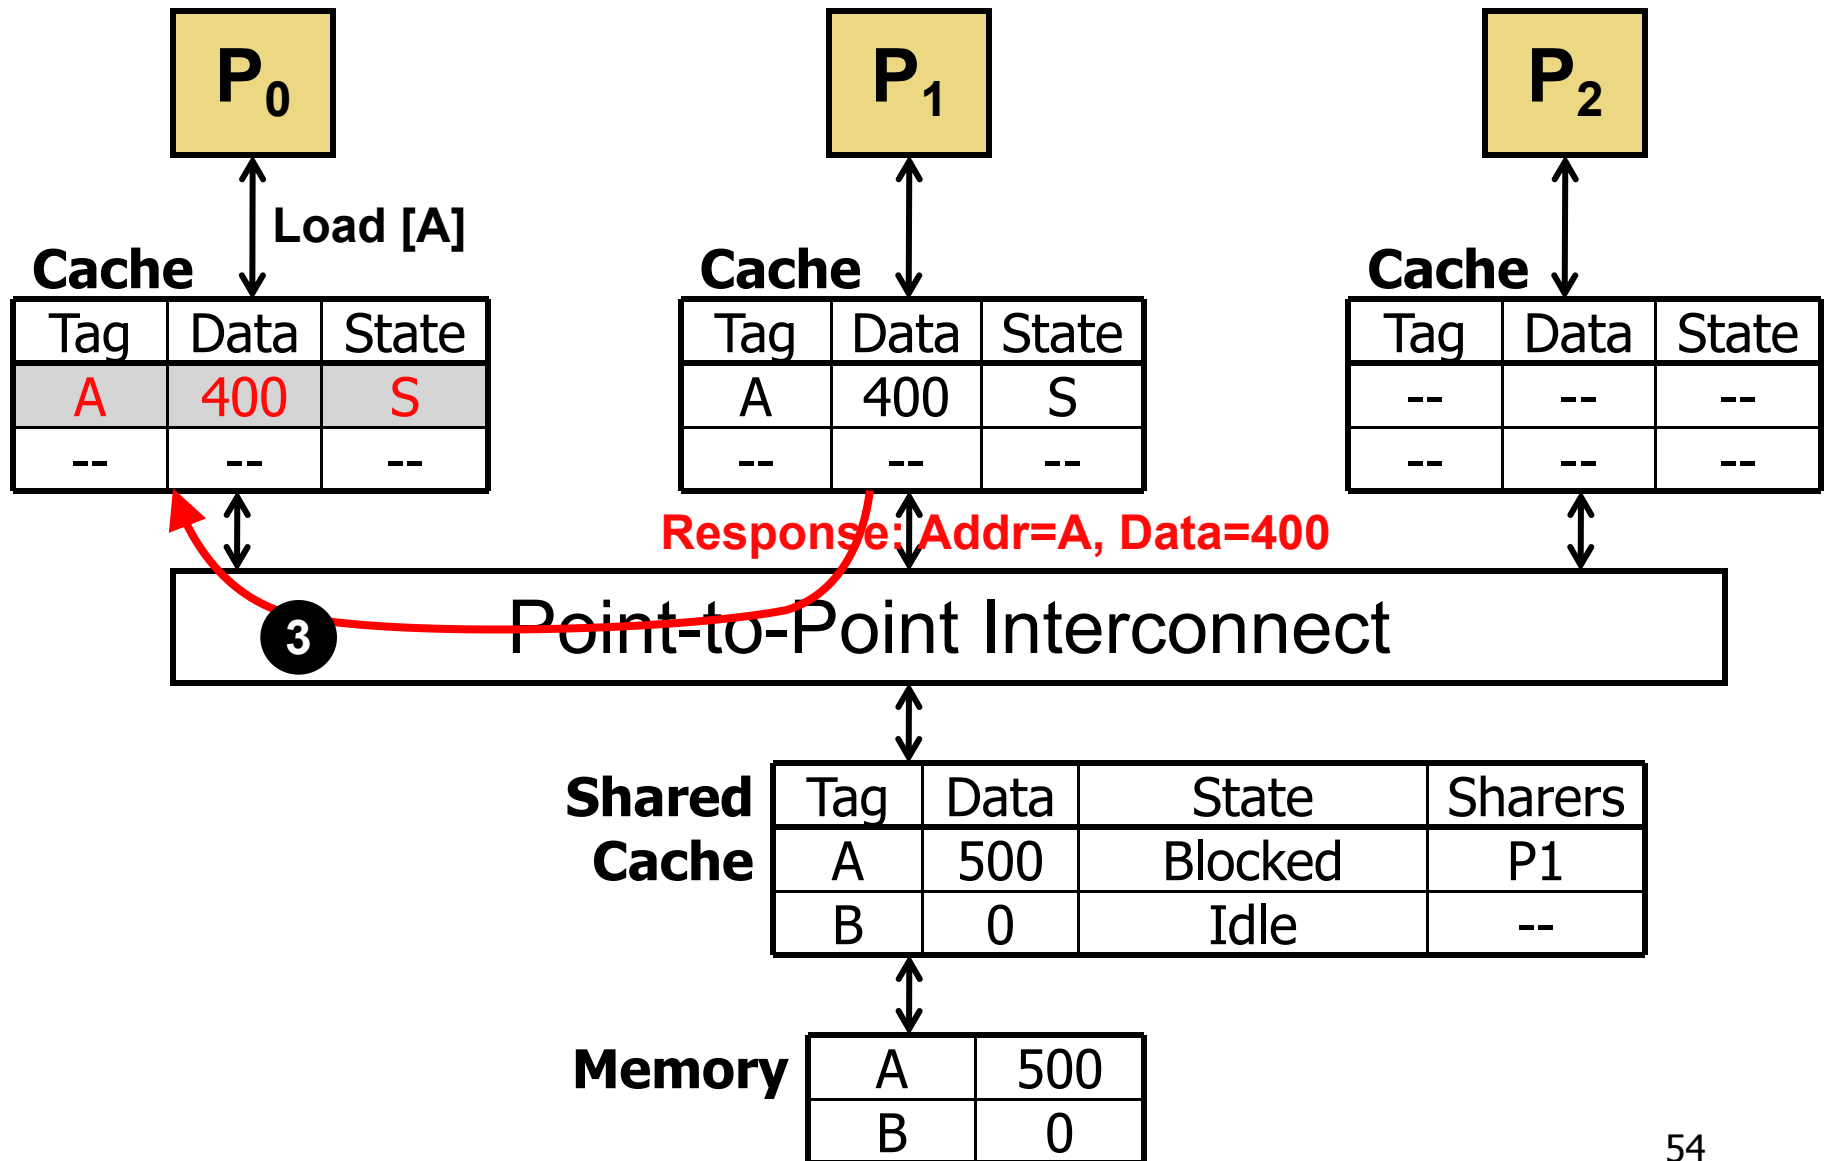 P0 P1 P2
Load [A]
Cache Cache Cache
Tag Data State Tag Data State Tag Data State
A 400 S A 400 S -- -- --
-- -- -- -- -- -- -- -- --
Response: Addr=A, Data=400
3 Point-to-Point Interconnect
Shared Tag Data State Sharers
Cache A 500 Blocked P1
B 0 Idle --
Memory A 500
B 0
54